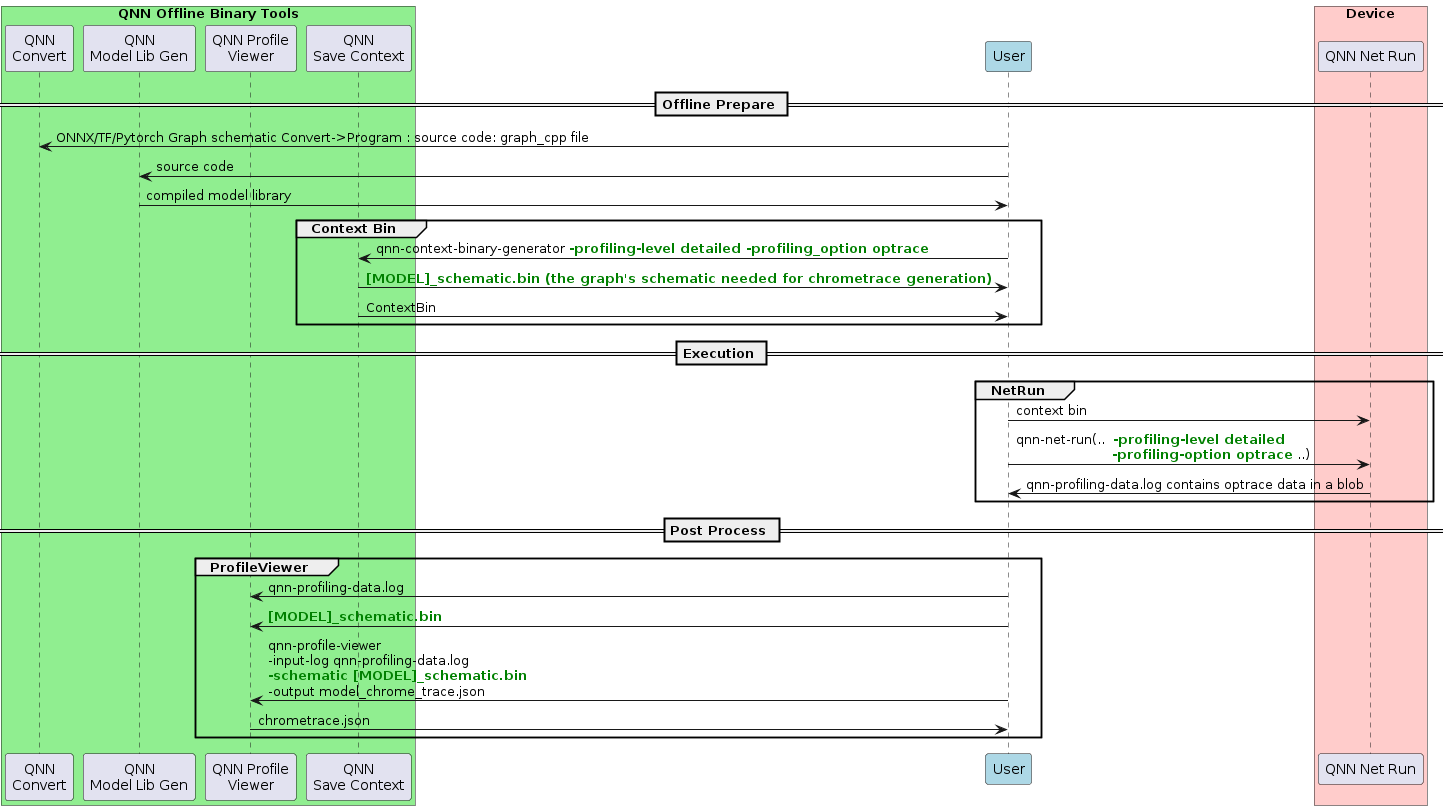 QNN Offline Binary Tools
Device
QNN
Convert
QNN
Model Lib Gen
QNN Profile
Viewer
QNN
Save Context
User
QNN Net Run
Offline Prepare
ONNX/TF/Pytorch Graph schematic Convert->Program : source code: graph_cpp file
source code
compiled model library
Context Bin
qnn-context-binary-generator -profiling-level detailed -profiling_option optrace
[MODEL]_schematic.bin (the graph's schematic needed for chrometrace generation)
ContextBin
Execution
NetRun
context bin
qnn-net-run(.. -profiling-level detailed
-profiling-option optrace ..)
qnn-profiling-data.log contains optrace data in a blob
Post Process
ProfileViewer
qnn-profiling-data.log
[MODEL]_schematic.bin
qnn-profile-viewer
-input-log qnn-profiling-data.log
-schematic [MODEL]_schematic.bin
-output model_chrome_trace.json
chrometrace.json
QNN
Convert
QNN
Model Lib Gen
QNN Profile
Viewer
QNN
Save Context
User
QNN Net Run